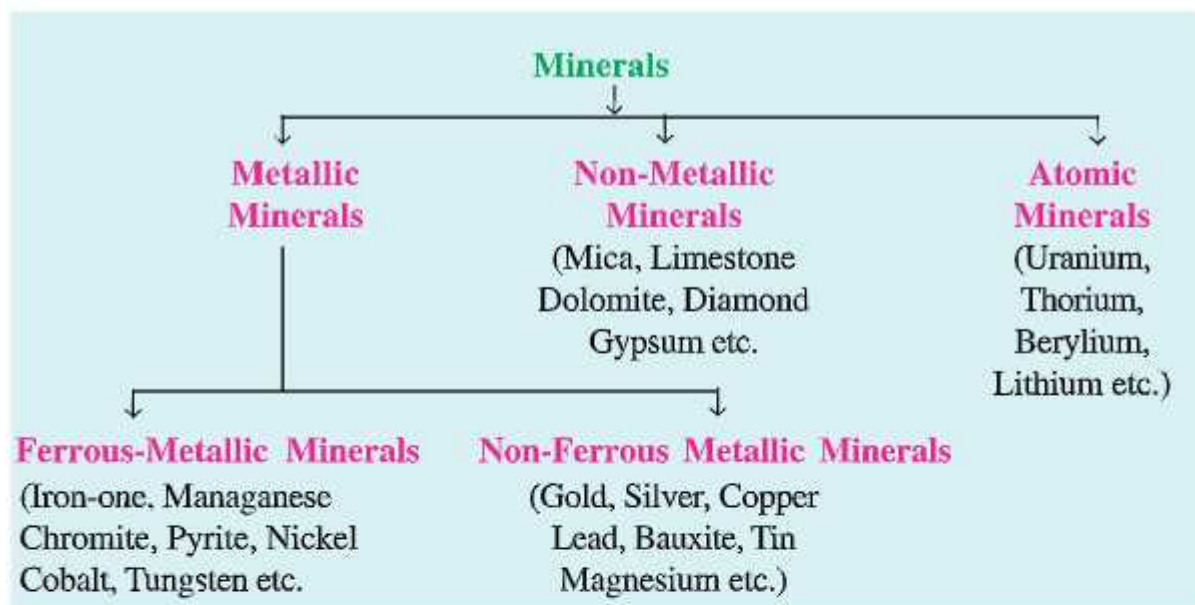 Minerals
Metallic
Minerals
Non-Metallic
Minerals
(Mica, Limestone
Dolomite, Diamond
Gypsum etc.
Atomic
Minerals
(Uranium,
Thorium,
Berylium,
Lithium etc.)
Ferrous-Metallic Minerals
(Iron-one, Managanese
Chromite, Pyrite, Nickel
Cobalt, Tungsten etc.
Non-Ferrous Metallic Minerals
(Gold, Silver, Copper
Lead, Bauxite, Tin
Magnesium etc.)